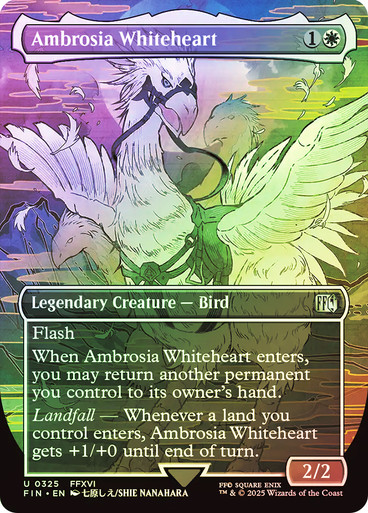 Ambrosia Whiteheart 1
Legendary Creature — Bird
Flash
When Ambrosia Whiteheart enters,
you may return another permanent
you control to its owner's hand.
Landfall — Whenever a land you
control enters, Ambrosia Whiteheart
gets +1/+0 until end of turn.
2/2
U 0325 FFXVI
FIN • EN 七原しえ/SHIE NANAHARA
FF© SQUARE ENIX
™ & © 2025 Wizards of the Coast